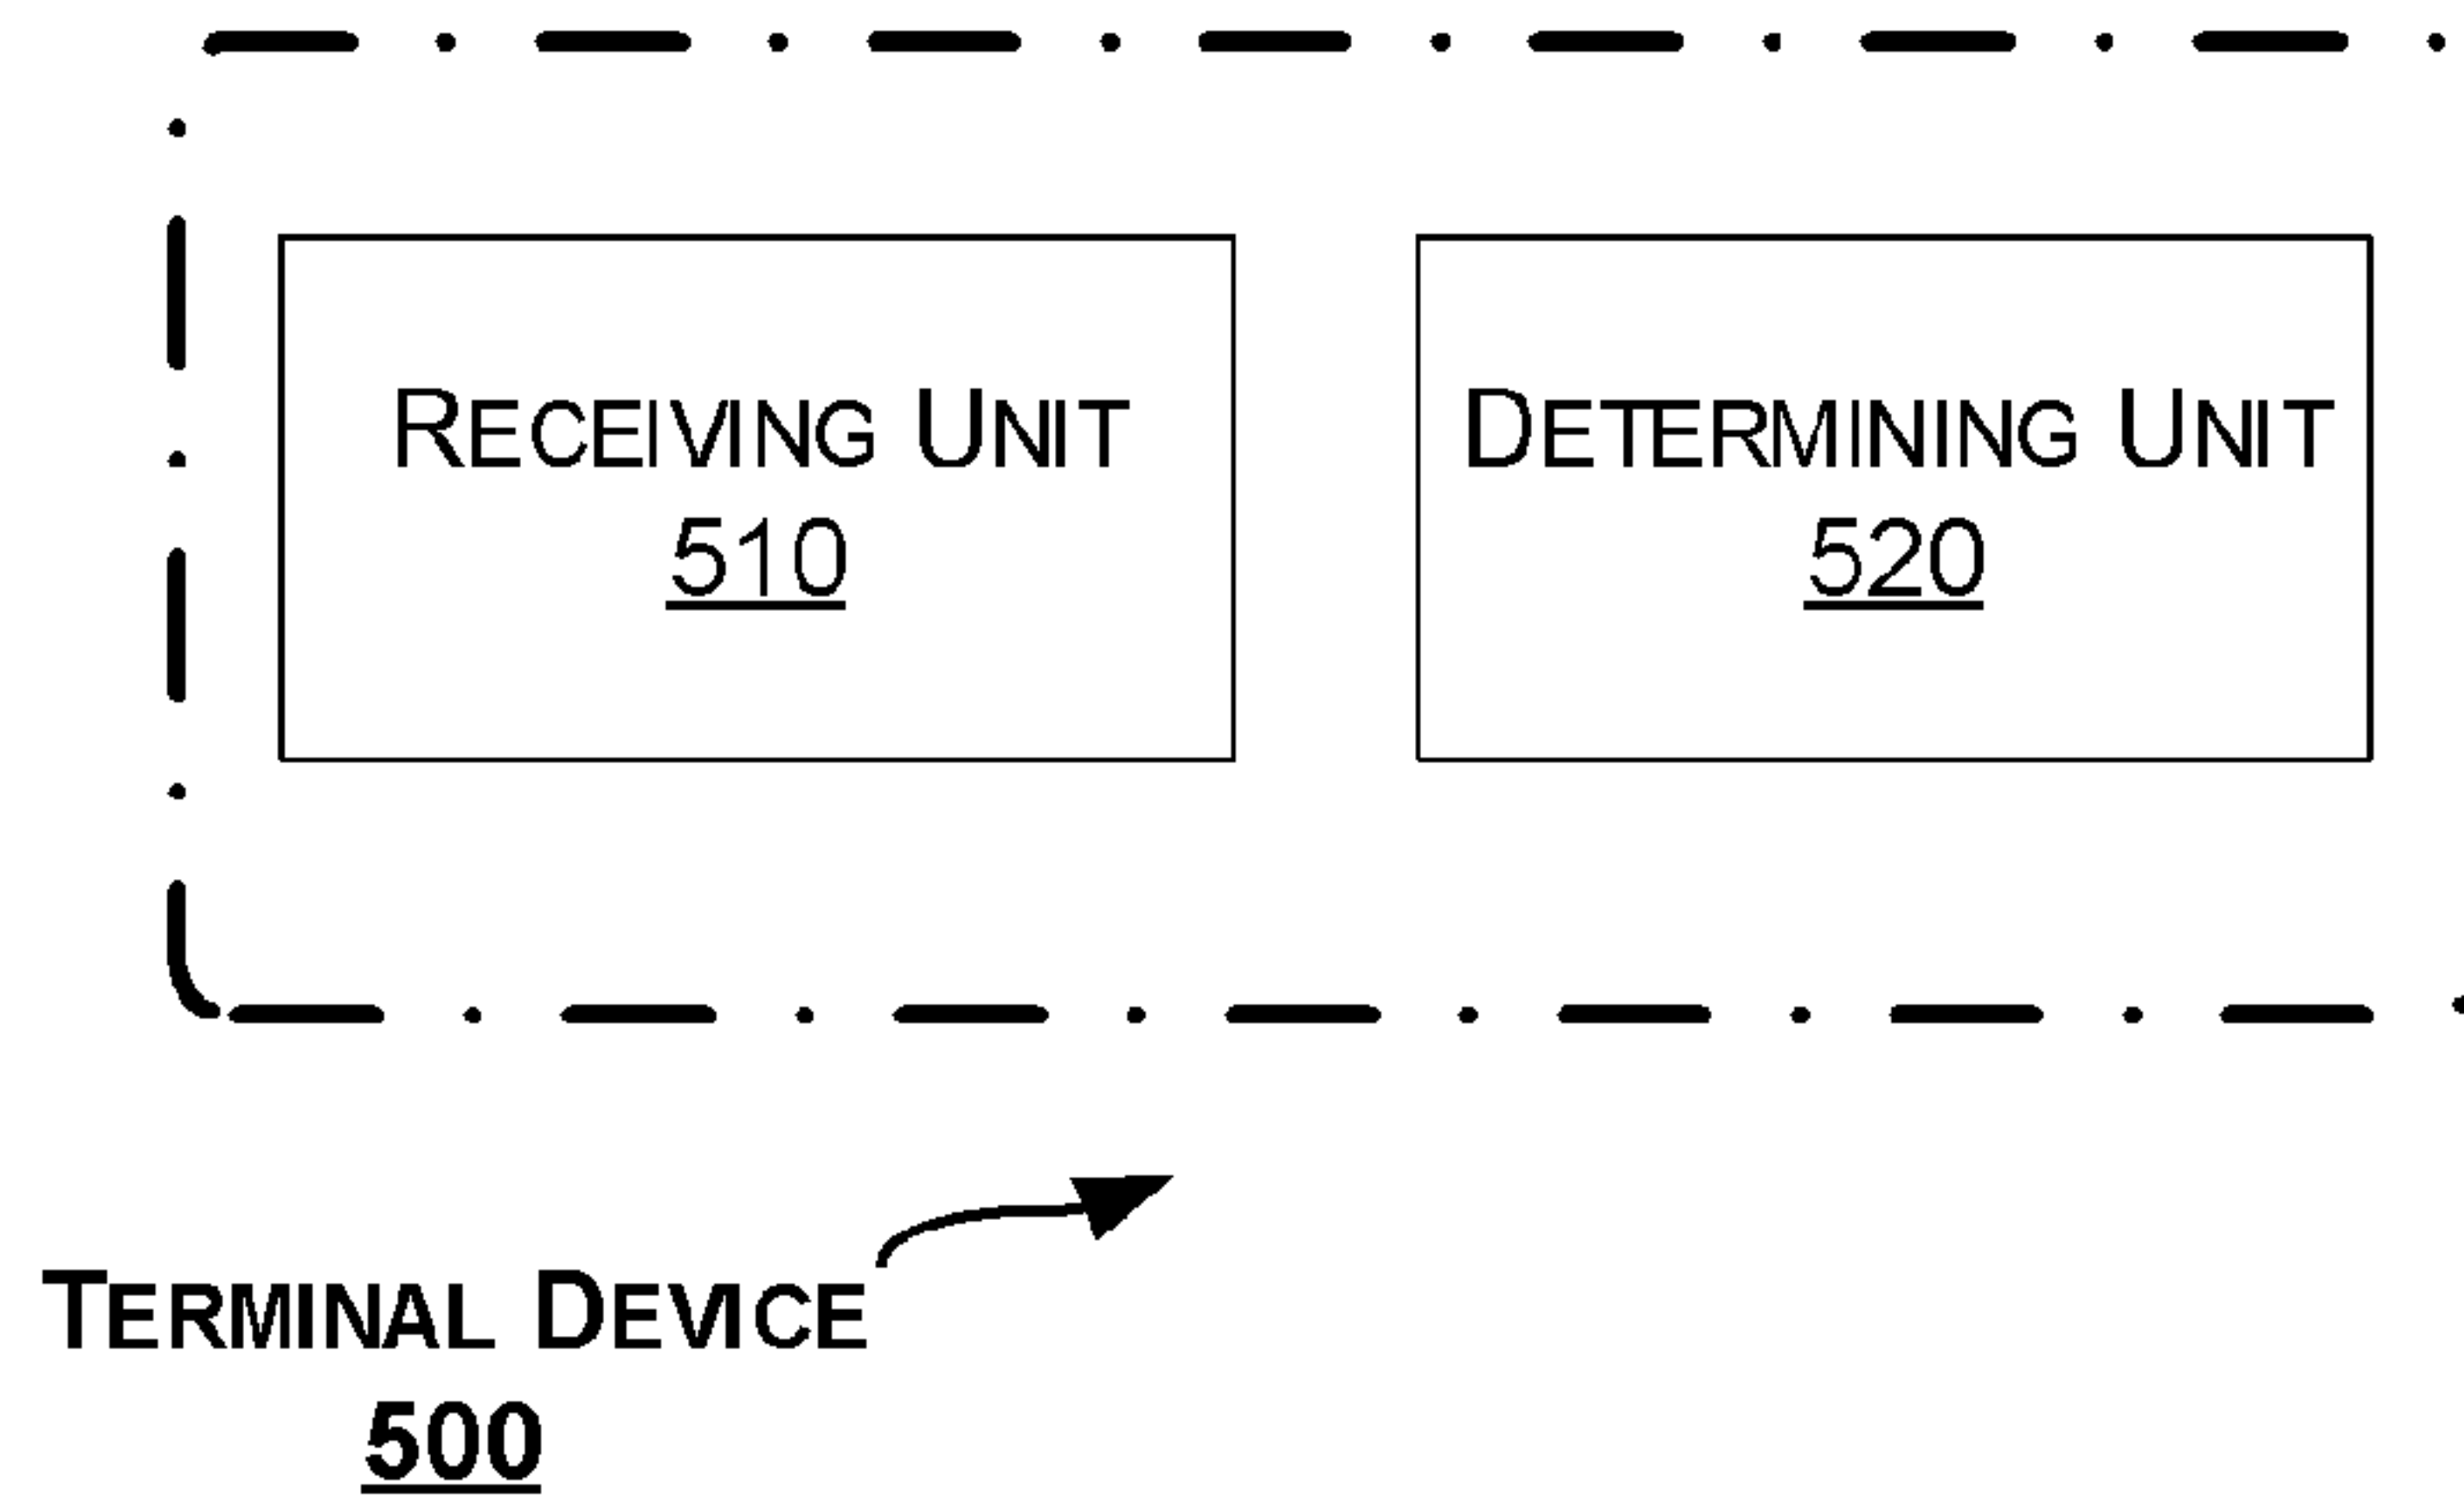 RECEIVING UNIT
510
DETERMINING UNIT
520
TERMINAL DEVICE
500